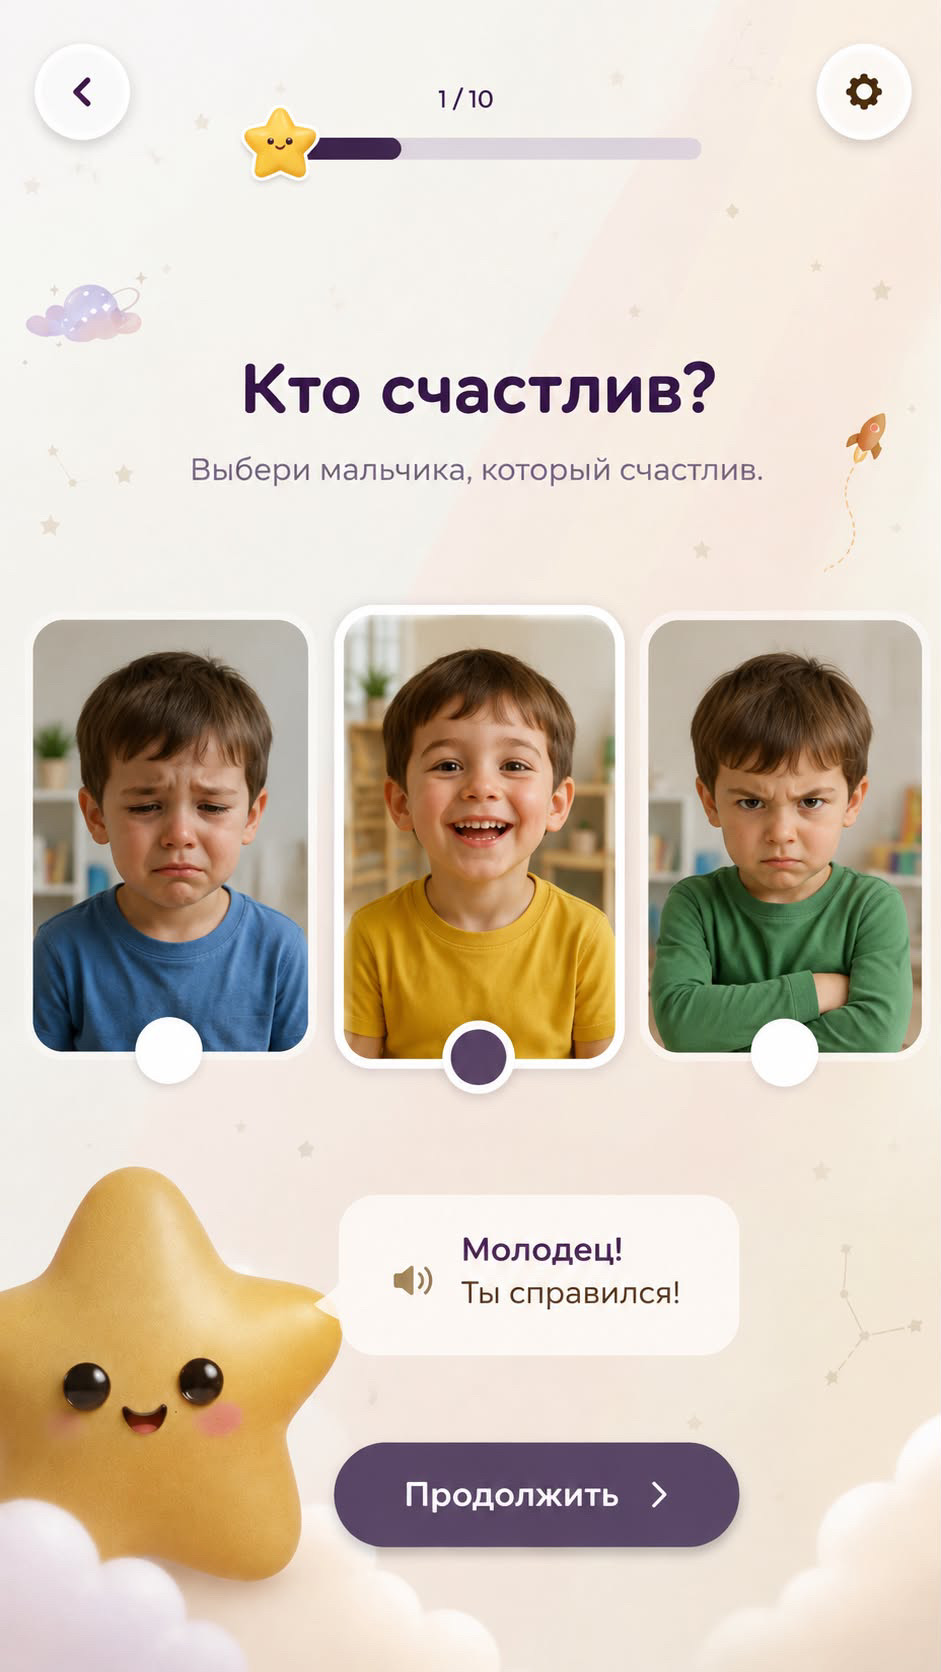 1 / 10
Кто счастлив?
Выбери мальчика, который счастлив.
Молодец!
Ты справился!
Продолжить